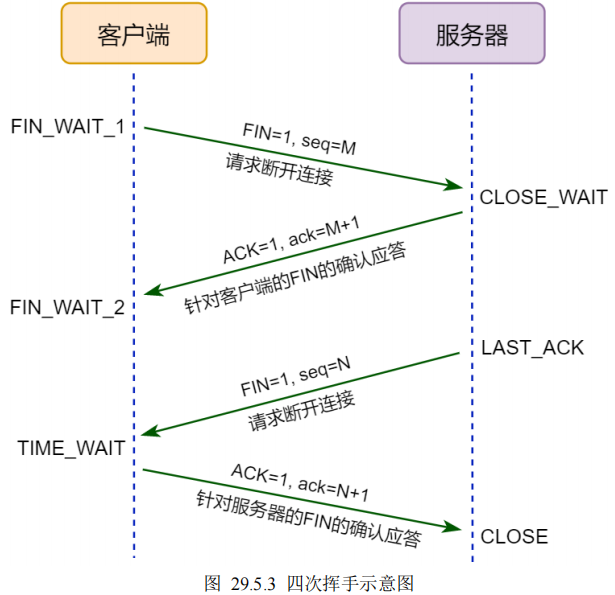 客户端
服务器
FIN_WAIT_1
FIN=1, seq=M
请求断开连接
CLOSE_WAIT
ACK=1, ack=M+1
针对客户端的FIN的确认应答
FIN_WAIT_2
LAST_ACK
FIN=1, seq=N
请求断开连接
TIME_WAIT
ACK=1, ack=N+1
针对服务器的FIN的确认应答
CLOSE
图 29.5.3 四次挥手示意图